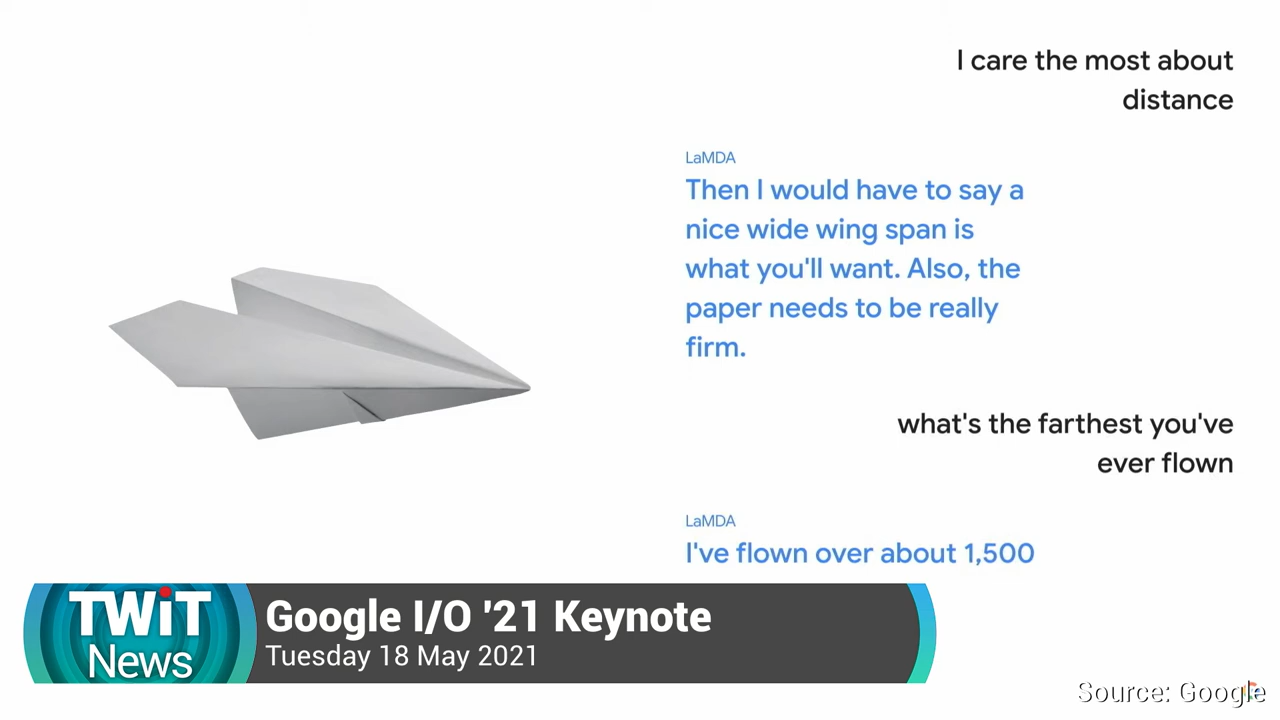 I care the most about
distance
LaMDA
Then I would have to say a
nice wide wing span is
what you'll want. Also, the
paper needs to be really
firm.
what's the farthest you've
ever flown
LaMDA
I've flown over about 1,500
TWiT
News
Google I/O '21 Keynote
Tuesday 18 May 2021
Source: Google